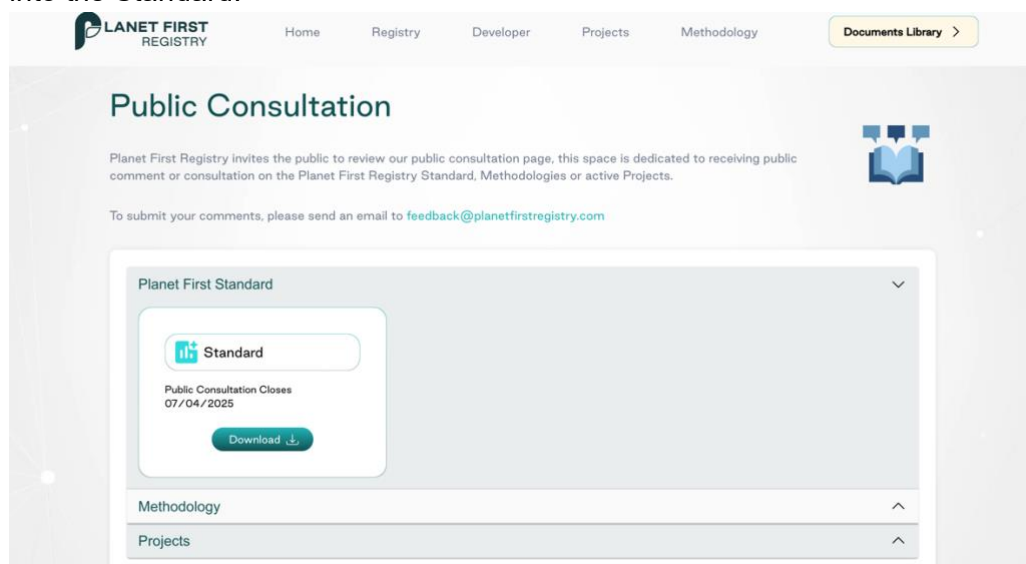 PLANET FIRST
REGISTRY
Home Registry Developer Projects Methodology Documents Library
Public Consultation
Planet First Registry invites the public to review our public consultation page, this space is dedicated to receiving public
comment or consultation on the Planet First Registry Standard, Methodologies or active Projects.
To submit your comments, please send an email to feedback@planetfirstregistry.com
Planet First Standard
Standard
Public Consultation Closes
07/04/2025
Download
Methodology
Projects